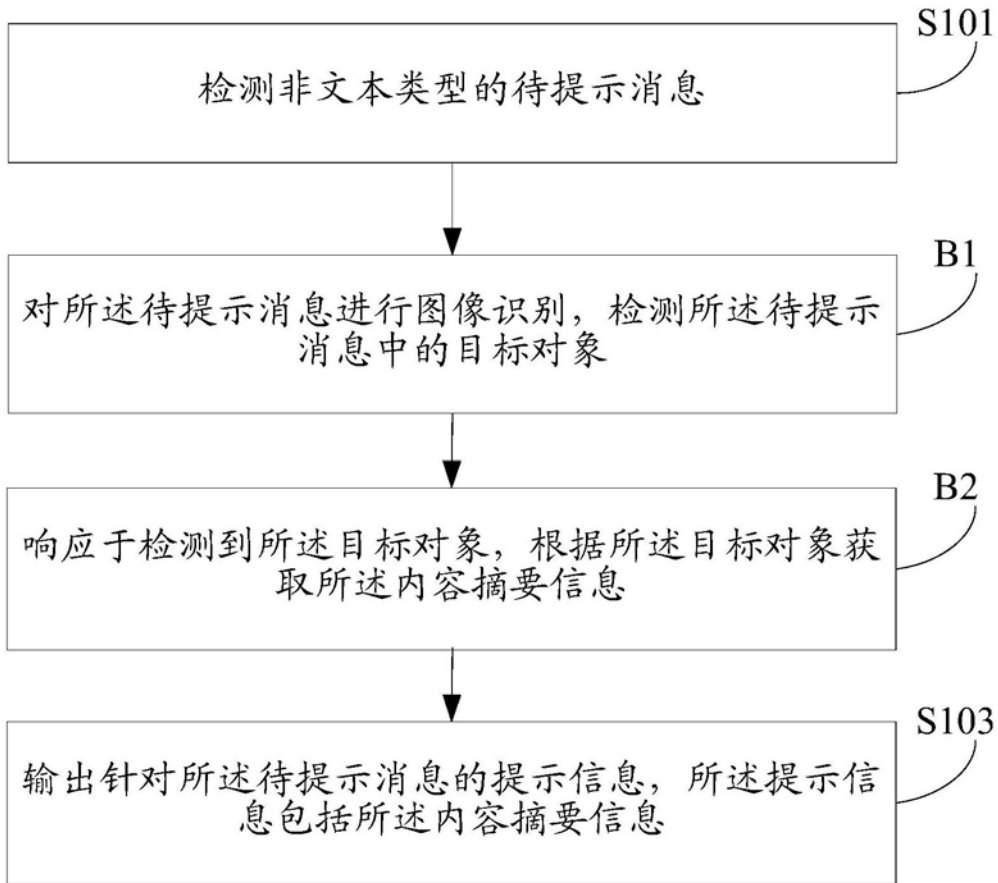 S101
检测非文本类型的待提示消息
B1
对所述待提示消息进行图像识别，检测所述待提示
消息中的目标对象
B2
响应于检测到所述目标对象，根据所述目标对象获
取所述内容摘要信息
S103
输出针对所述待提示消息的提示信息，所述提示信
息包括所述内容摘要信息